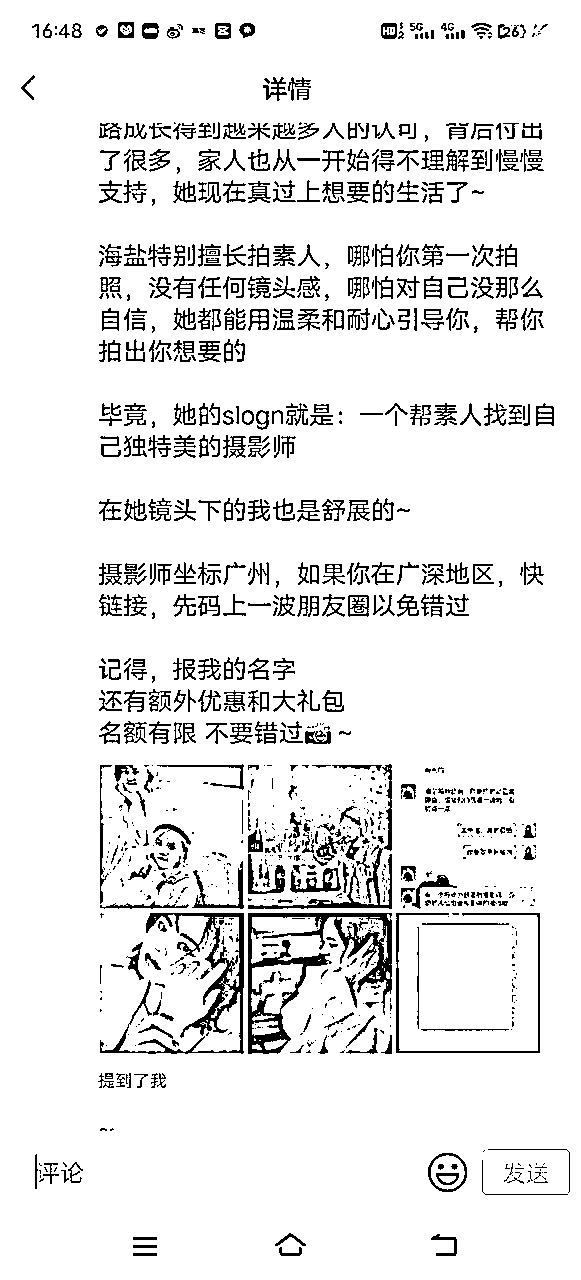 16:48
HD 5G 4G 26
详情
路成长得到越来越多人的认可，背后付出
了很多，家人也从一开始得不理解到慢慢
支持，她现在真过上想要的生活了~
海盐特别擅长拍素人，哪怕你第一次拍
照，没有任何镜头感，哪怕对自己没那么
自信，她都能用温柔和耐心引导你，帮你
拍出你想要的
毕竟，她的slogn就是：一个帮素人找到自
己独特美的摄影师
在她镜头下的我也是舒展的~
摄影师坐标广州，如果你在广深地区，快
链接，先码上一波朋友圈以免错过
记得，报我的名字
还有额外优惠和大礼包
名额有限 不要错过📷~
提到了我
评论
发送